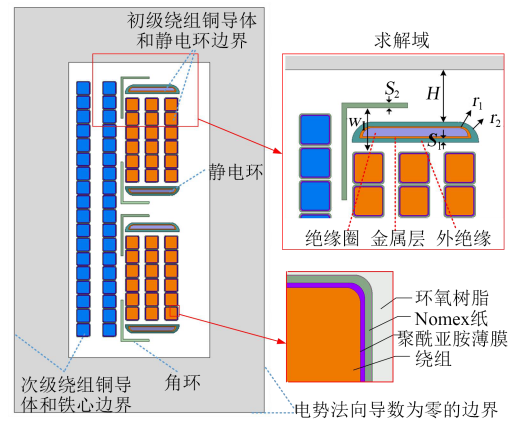 初级绕组铜导体
和静电环边界
求解域
S₂
H
r₁
r₂
w
S₁
静电环
绝缘圈
金属层
外绝缘
环氧树脂
Nomex纸
聚酰亚胺薄膜
绕组
次级绕组铜导
体和铁心边界
角环
电势法向导数为零的边界